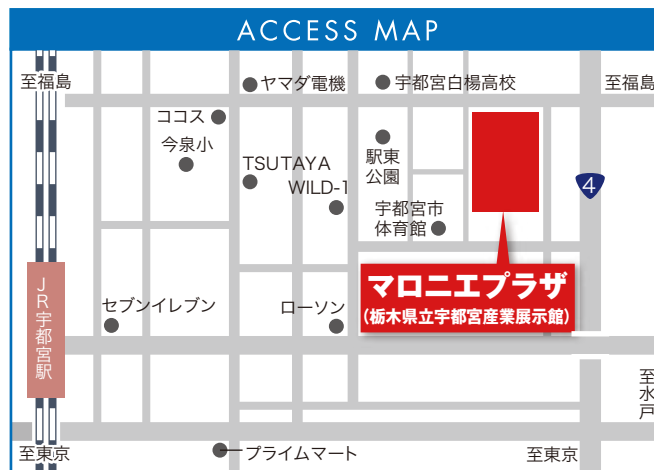 ACCESS MAP
至福島
ヤマダ電機
宇都宮白楊高校
至福島
ココス
今泉小
駅東
公園
TSUTAYA
WILD-1
4
宇都宮市
体育館
マロニエプラザ
(栃木県立宇都宮産業展示館)
JR宇都宮駅
セブンイレブン
ローソン
至水戸
至東京
プライムマート
至東京